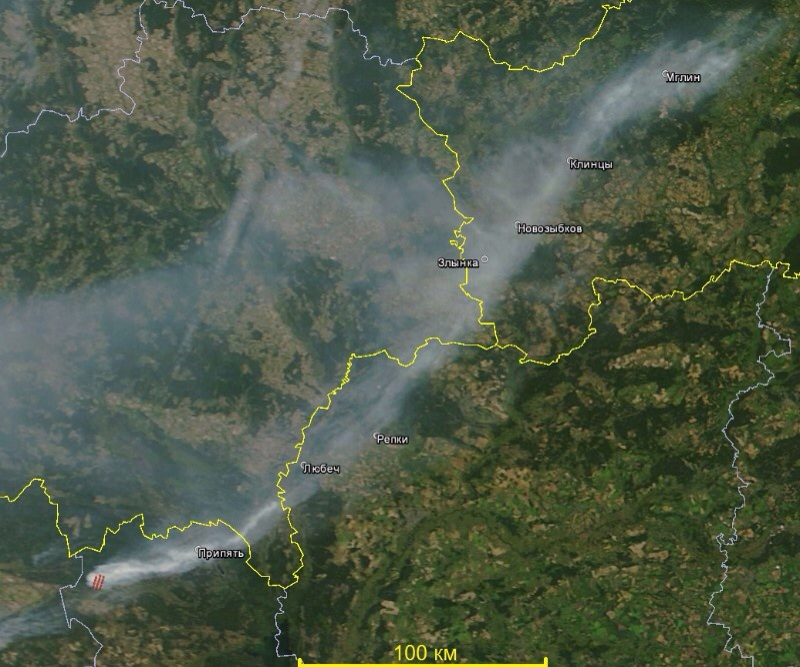 Мглин
Клинцы
Новозыбков
Злынка
Репки
Любеч
Припять
100 км